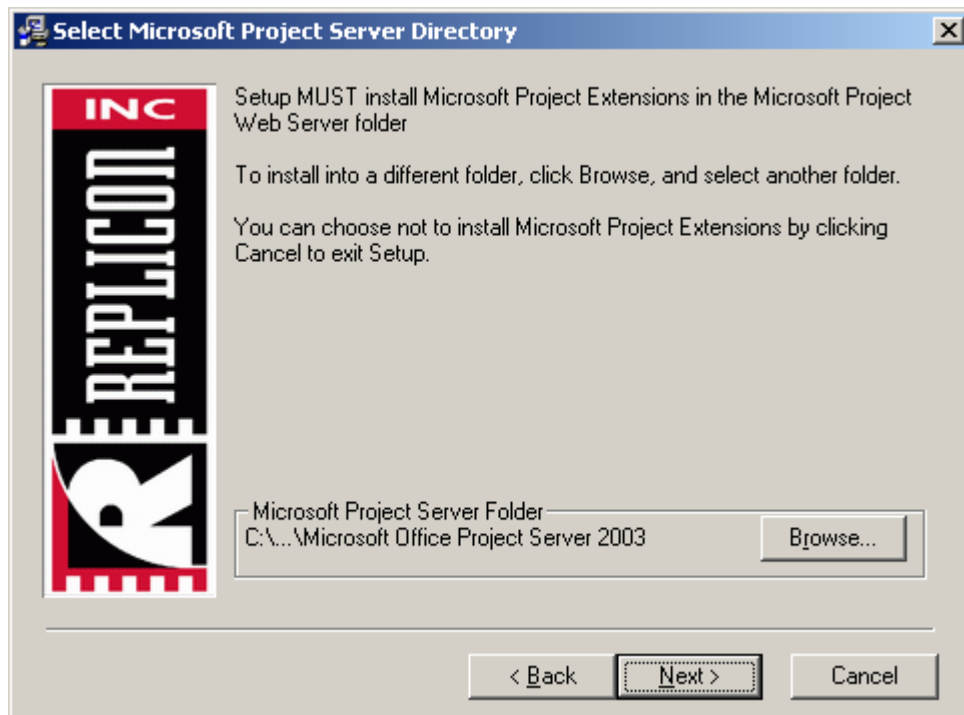 Select Microsoft Project Server Directory
INC
REPLICON
R
Setup MUST install Microsoft Project Extensions in the Microsoft Project
Web Server folder
To install into a different folder, click Browse, and select another folder.
You can choose not to install Microsoft Project Extensions by clicking
Cancel to exit Setup.
Microsoft Project Server Folder
C:\...\Microsoft Office Project Server 2003
Browse...
< Back
Next >
Cancel